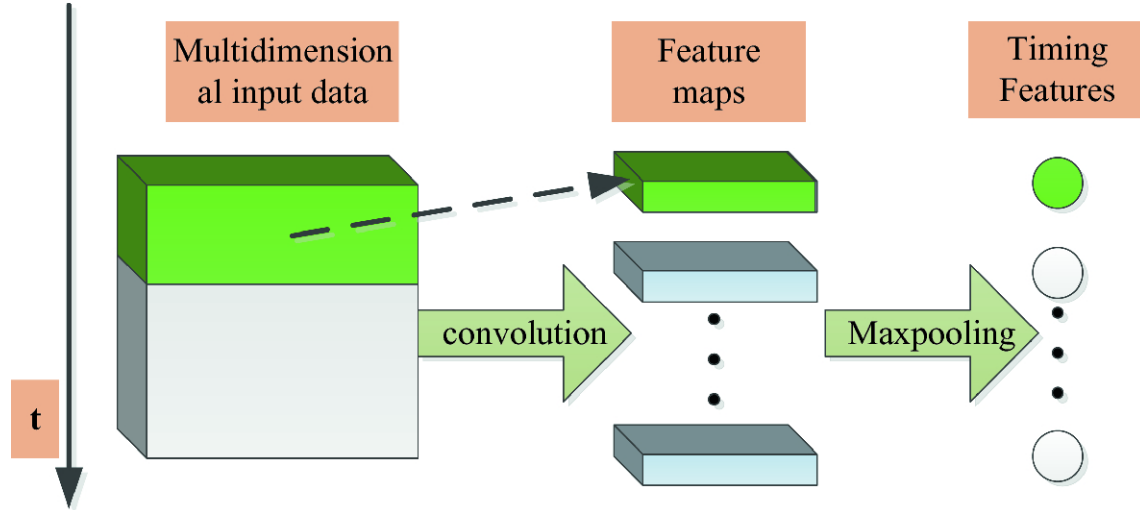 Multidimension
al input data
Feature
maps
Timing
Features
convolution
Maxpooling
t